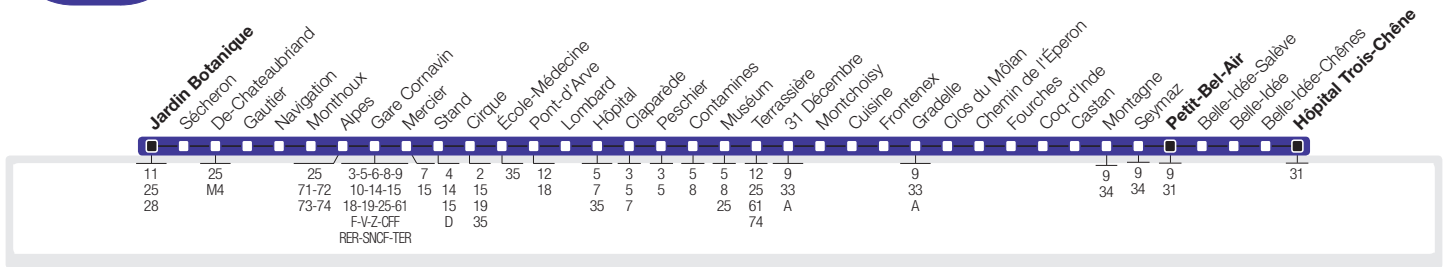 Jardin Botanique
Sécheron
De-Chateaubriand
Gautier
Navigation
Monthoux
Alpes
Gare Cornavin
Mercier
Stand
Cirque
École-Médecine
Pont-d'Arve
Lombard
Hôpital
Claparède
Peschier
Contamines
Muséum
Terrassière
31 Décembre
Montchoisy
Cuisine
Frontenex
Gradelle
Clos du Môlan
Chemin de l'Éperon
Fourches
Coq-d'Inde
Castan
Montagne
Seymaz
Petit-Bel-Air
Belle-Idée-Salève
Belle-Idée
Belle-Idée-Chênes
Hôpital Trois-Chêne
11
25
28
25
M4
25
71-72
73-74
3-5-6-8-9
10-14-15
18-19-25-61
F-V-Z-CFF
RER-SNCF-TER
7
15
4
14
15
D
2
15
19
35
35
12
18
5
7
35
3
5
7
3
5
5
8
5
8
25
12
25
61
74
9
33
A
9
33
A
9
34
9
34
9
31
31